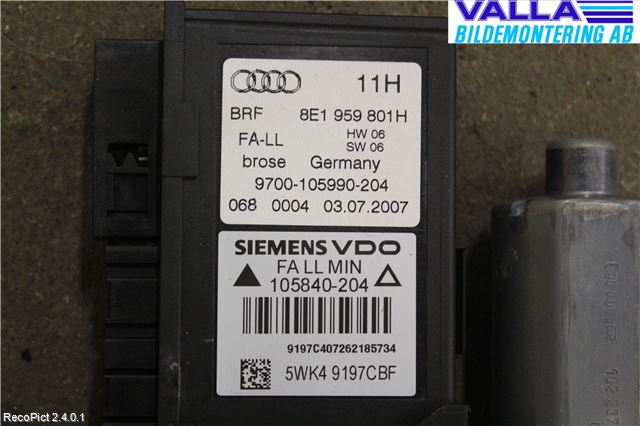 VALLA
BILDEMONTERING AB
11H
BRF 8E1 959 801H
FA-LL HW 06
SW 06
brose Germany
9700-105990-204
068 0004 03.07.2007
SIEMENS VDO
FA LL MIN
105840-204
9197C407262185734
5WK4 9197CBF
RecoPict 2.4.0.1